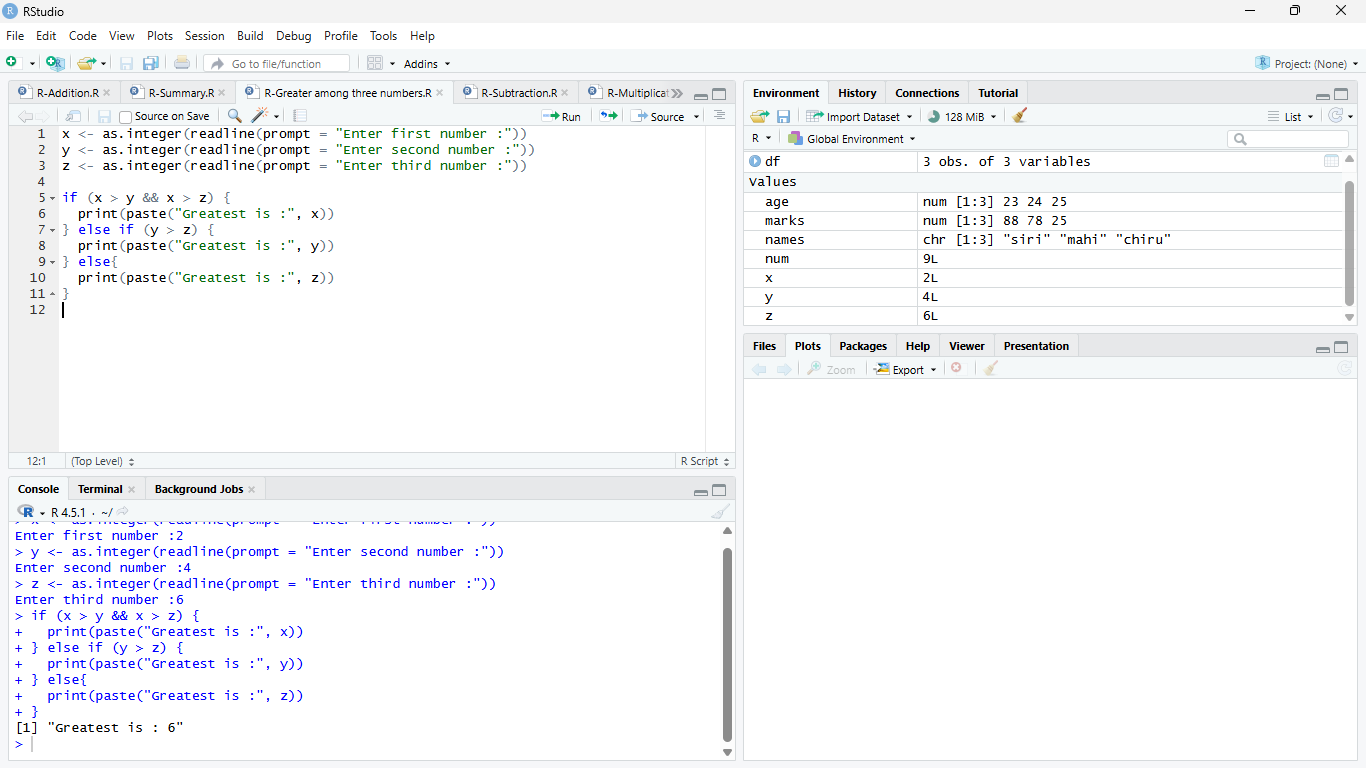 RStudio
File Edit Code View Plots Session Build Debug Profile Tools Help
Go to file/function Addins Project: (None)
R-Addition.R R-Summary.R R-Greater among three numbers.R R-Subtraction.R R-Multiplicat
Source on Save Run Source
1 x <- as.integer(readline(prompt = "Enter first number :"))
2 y <- as.integer(readline(prompt = "Enter second number :"))
3 z <- as.integer(readline(prompt = "Enter third number :"))
4
5 if (x > y && x > z) {
6 print(paste("Greatest is :", x))
7 } else if (y > z) {
8 print(paste("Greatest is :", y))
9 } else{
10 print(paste("Greatest is :", z))
11 }
12
12:1 (Top Level) R Script
Console Terminal Background Jobs
R 4.5.1 · ~/
> x <- as.integer(readline(prompt = "Enter first number :"))
Enter first number :2
> y <- as.integer(readline(prompt = "Enter second number :"))
Enter second number :4
> z <- as.integer(readline(prompt = "Enter third number :"))
Enter third number :6
> if (x > y && x > z) {
+ print(paste("Greatest is :", x))
+ } else if (y > z) {
+ print(paste("Greatest is :", y))
+ } else{
+ print(paste("Greatest is :", z))
+ }
[1] "Greatest is : 6"
>
Environment History Connections Tutorial
Import Dataset 128 MiB List
R Global Environment
df 3 obs. of 3 variables
Values
age num [1:3] 23 24 25
marks num [1:3] 88 78 25
names chr [1:3] "siri" "mahi" "chiru"
num 9L
x 2L
y 4L
z 6L
Files Plots Packages Help Viewer Presentation
Zoom Export